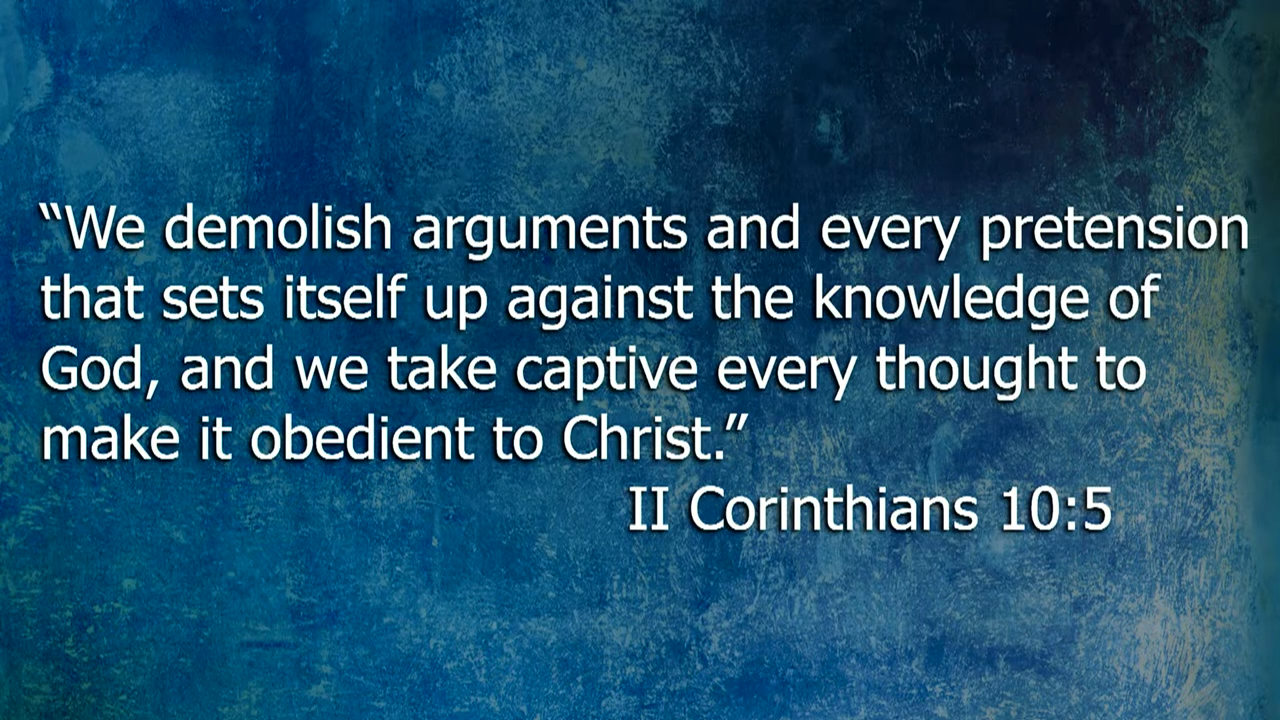 “We demolish arguments and every pretension
that sets itself up against the knowledge of
God, and we take captive every thought to
make it obedient to Christ.”
II Corinthians 10:5